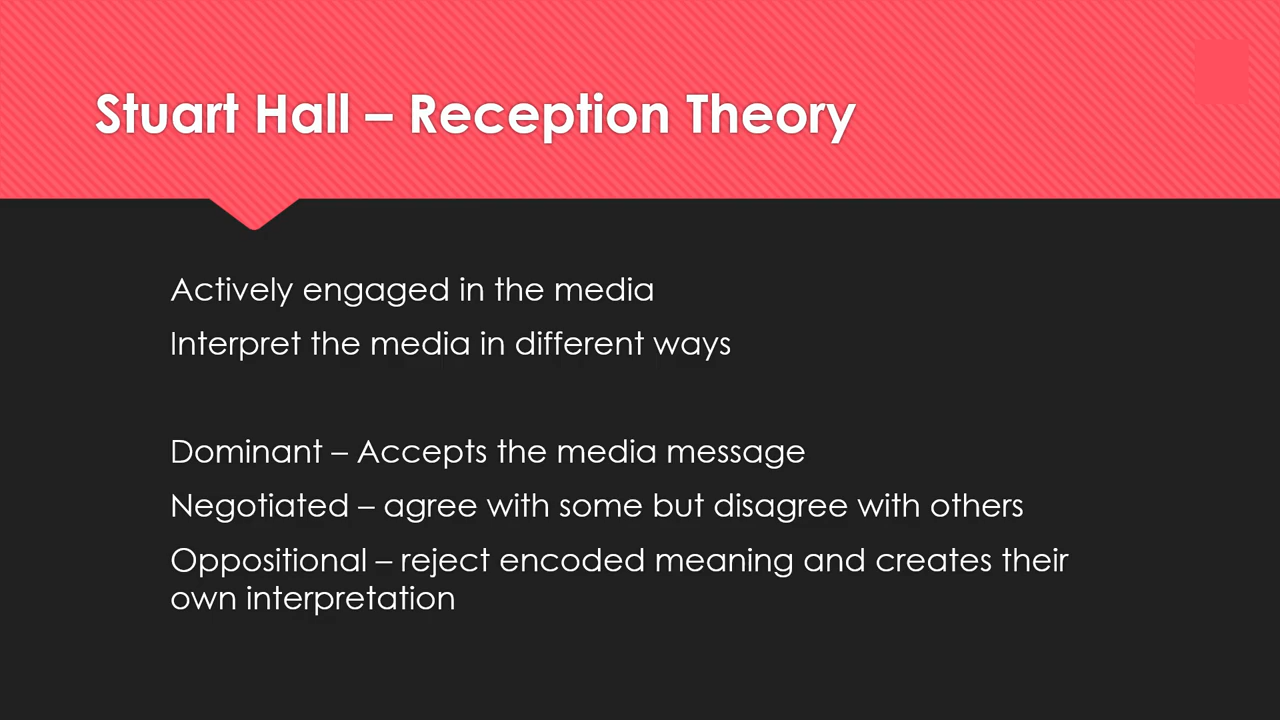 Stuart Hall – Reception Theory
Actively engaged in the media
Interpret the media in different ways
Dominant – Accepts the media message
Negotiated – agree with some but disagree with others
Oppositional – reject encoded meaning and creates their
own interpretation